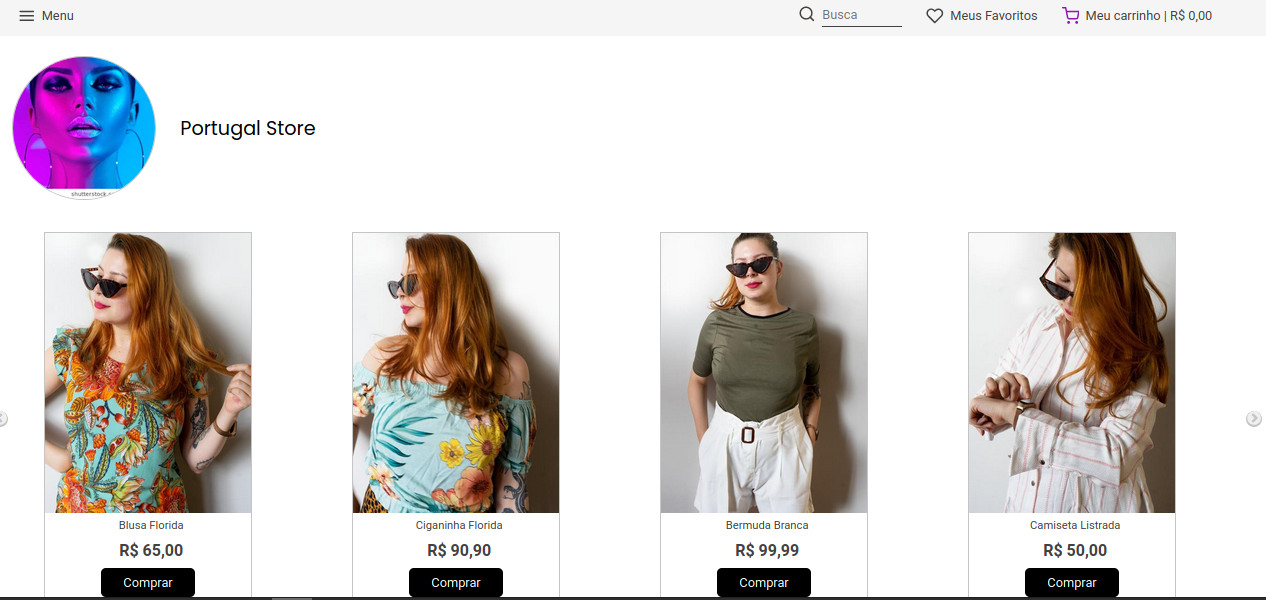 Menu
Busca
Meus Favoritos
Meu carrinho | R$ 0,00
shutterstock
Portugal Store
Blusa Florida
R$ 65,00
Comprar
Ciganinha Florida
R$ 90,90
Comprar
Bermuda Branca
R$ 99,99
Comprar
Camiseta Listrada
R$ 50,00
Comprar